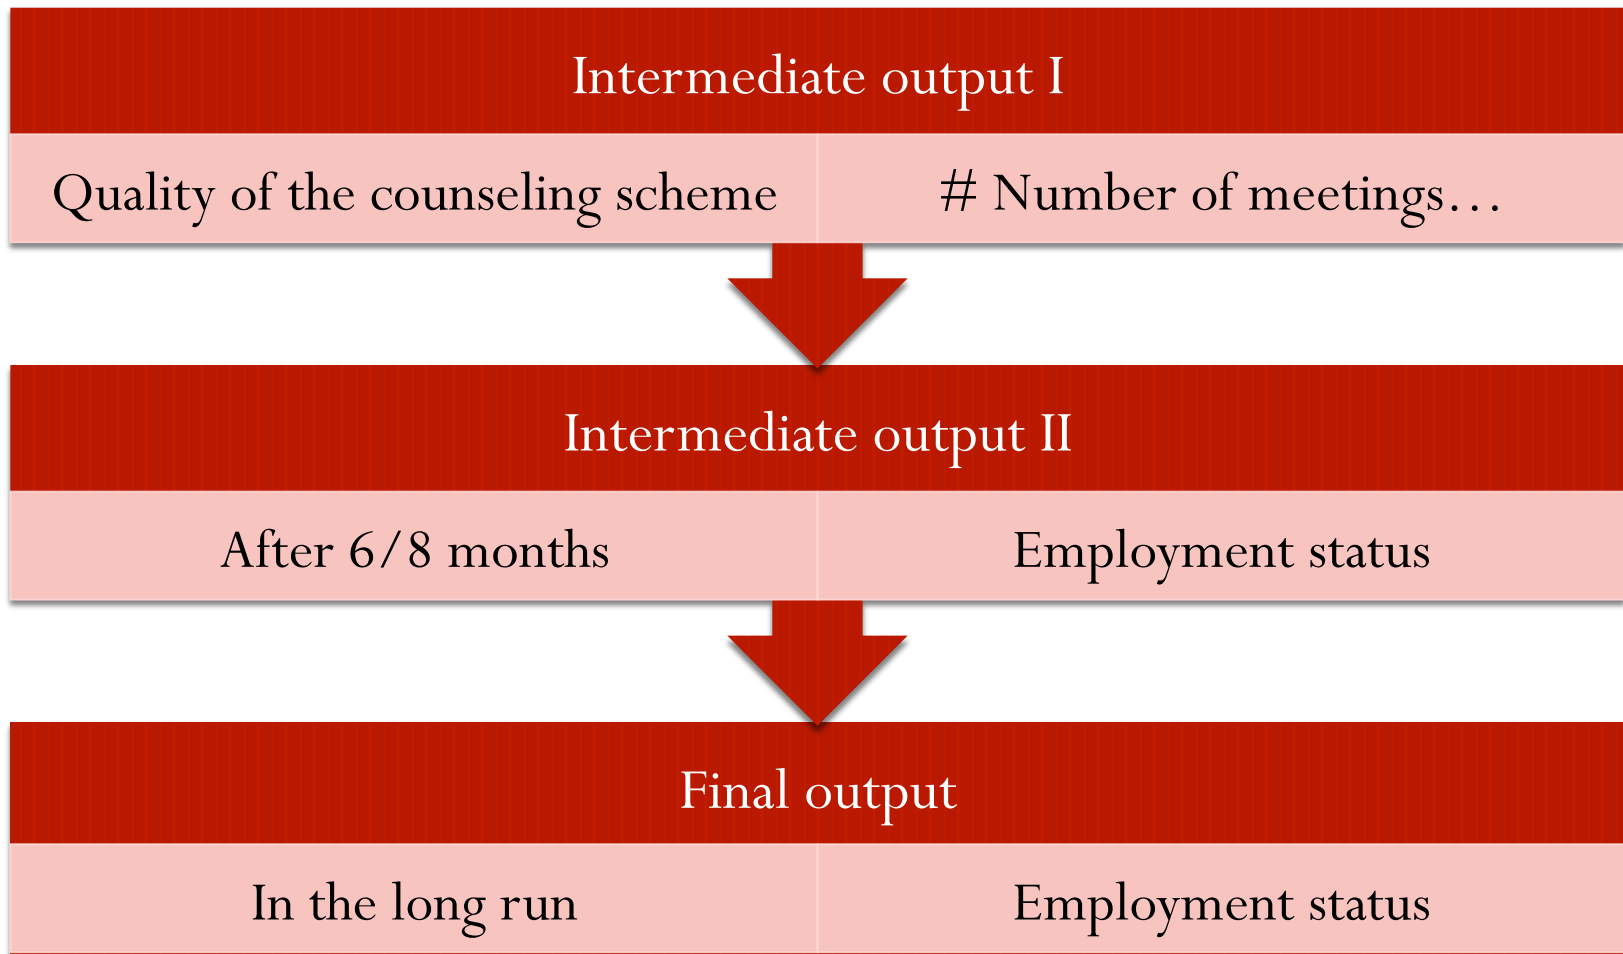 Intermediate output I
Quality of the counseling scheme
# Number of meetings…
Intermediate output II
After 6/8 months
Employment status
Final output
In the long run
Employment status